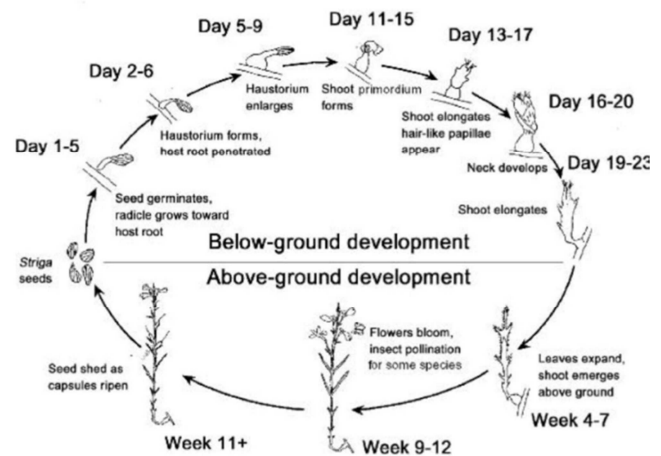 Day 1-5
Seed germinates,
radicle grows toward
host root
Day 2-6
Haustorium forms,
host root penetrated
Day 5-9
Haustorium
enlarges
Day 11-15
Shoot primordium
forms
Day 13-17
Shoot elongates
hair-like papillae
appear
Day 16-20
Neck develops
Day 19-23
Shoot elongates
Below-ground development
Above-ground development
Striga
seeds
Leaves expand,
shoot emerges
above ground
Week 4-7
Flowers bloom,
insect pollination
for some species
Week 9-12
Seed shed as
capsules ripen
Week 11+